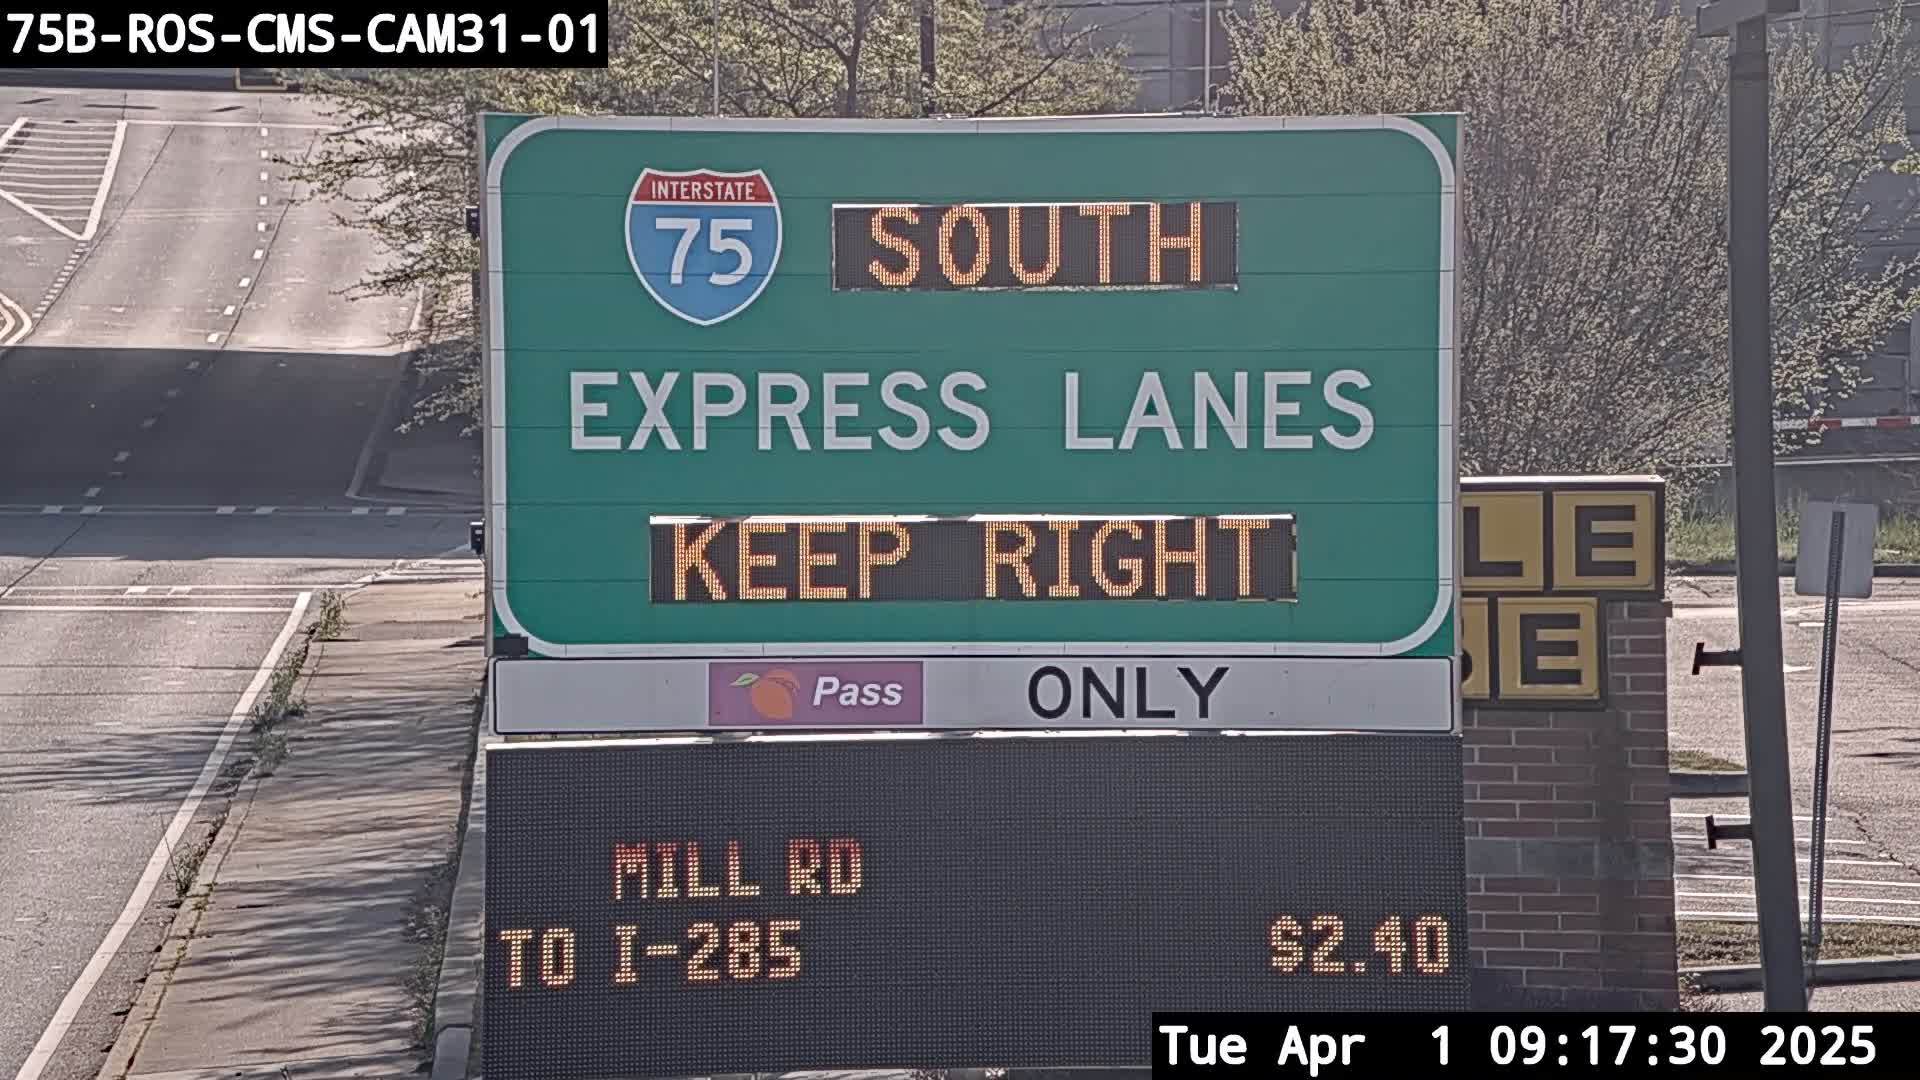 75B-ROS-CMS-CAM31-01
INTERSTATE
75
SOUTH
EXPRESS LANES
KEEP RIGHT
Pass ONLY
LE
E
MILL RD
TO I-285 $2.40
Tue Apr 1 09:17:30 2025